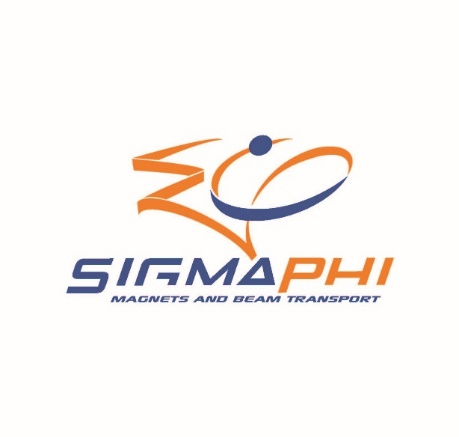 SIGMAPHI
MAGNETS AND BEAM TRANSPORT